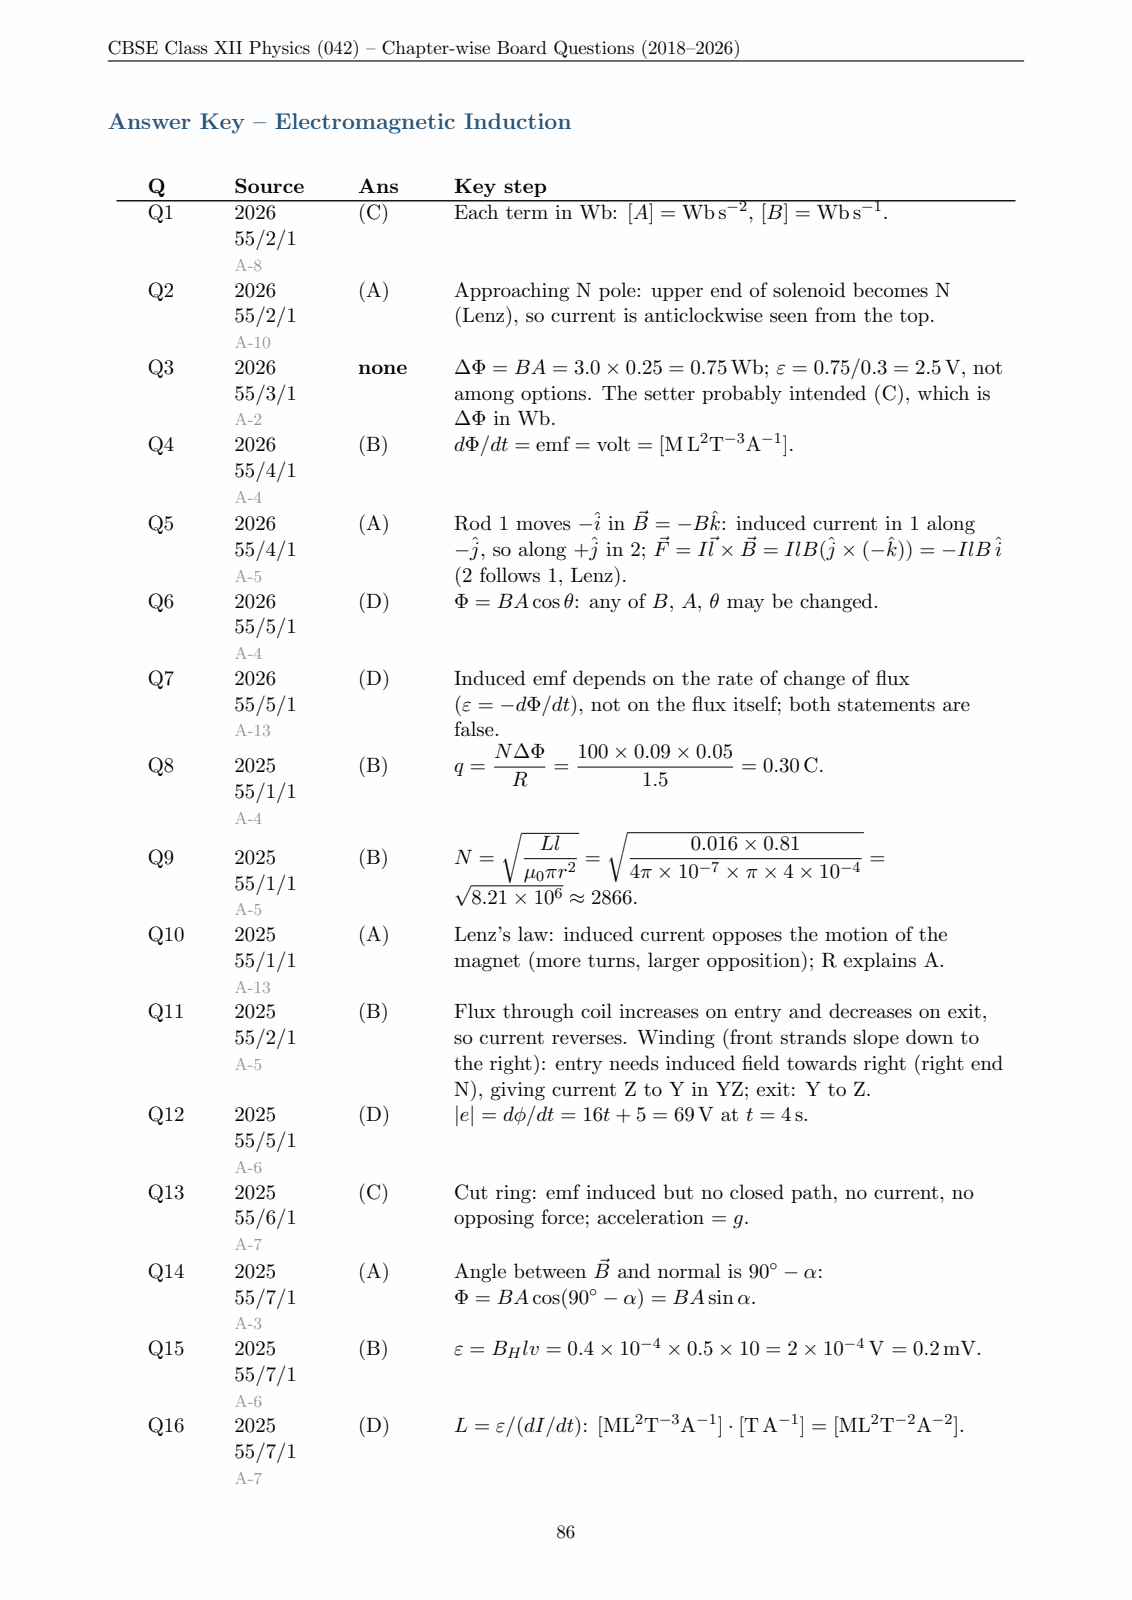 CBSE Class XII Physics (042) – Chapter-wise Board Questions (2018–2026)
Answer Key – Electromagnetic Induction
Q Source Ans Key step
Q1 2026 (C) Each term in Wb: [A] = Wb s⁻², [B] = Wb s⁻¹.
55/2/1
A-8
Q2 2026 (A) Approaching N pole: upper end of solenoid becomes N
55/2/1 (Lenz), so current is anticlockwise seen from the top.
A-10
Q3 2026 none ΔΦ = BA = 3.0 × 0.25 = 0.75 Wb; ε = 0.75/0.3 = 2.5 V, not
55/3/1 among options. The setter probably intended (C), which is
A-2 ΔΦ in Wb.
Q4 2026 (B) dΦ/dt = emf = volt = [M L²T⁻³A⁻¹].
55/4/1
A-4
Q5 2026 (A) Rod 1 moves −î in B⃗ = −Bk̂: induced current in 1 along
55/4/1 −ĵ, so along +ĵ in 2; F⃗ = Il⃗ × B⃗ = IlB(ĵ × (−k̂)) = −IlB î
A-5 (2 follows 1, Lenz).
Q6 2026 (D) Φ = BA cos θ: any of B, A, θ may be changed.
55/5/1
A-4
Q7 2026 (D) Induced emf depends on the rate of change of flux
55/5/1 (ε = −dΦ/dt), not on the flux itself; both statements are
A-13 false.
Q8 2025 (B) q = NΔΦ/R = (100 × 0.09 × 0.05)/1.5 = 0.30 C.
55/1/1
A-4
Q9 2025 (B) N = √(Ll/(μ₀πr²)) = √((0.016 × 0.81)/(4π × 10⁻⁷ × π × 4 × 10⁻⁴)) =
55/1/1 √(8.21 × 10⁶) ≈ 2866.
A-5
Q10 2025 (A) Lenz's law: induced current opposes the motion of the
55/1/1 magnet (more turns, larger opposition); R explains A.
A-13
Q11 2025 (B) Flux through coil increases on entry and decreases on exit,
55/2/1 so current reverses. Winding (front strands slope down to
A-5 the right): entry needs induced field towards right (right end
N), giving current Z to Y in YZ; exit: Y to Z.
Q12 2025 (D) |e| = dϕ/dt = 16t + 5 = 69 V at t = 4 s.
55/5/1
A-6
Q13 2025 (C) Cut ring: emf induced but no closed path, no current, no
55/6/1 opposing force; acceleration = g.
A-7
Q14 2025 (A) Angle between B⃗ and normal is 90° − α:
55/7/1 Φ = BA cos(90° − α) = BA sin α.
A-3
Q15 2025 (B) ε = B_H lv = 0.4 × 10⁻⁴ × 0.5 × 10 = 2 × 10⁻⁴ V = 0.2 mV.
55/7/1
A-6
Q16 2025 (D) L = ε/(dI/dt): [ML²T⁻³A⁻¹] · [T A⁻¹] = [ML²T⁻²A⁻²].
55/7/1
A-7
86